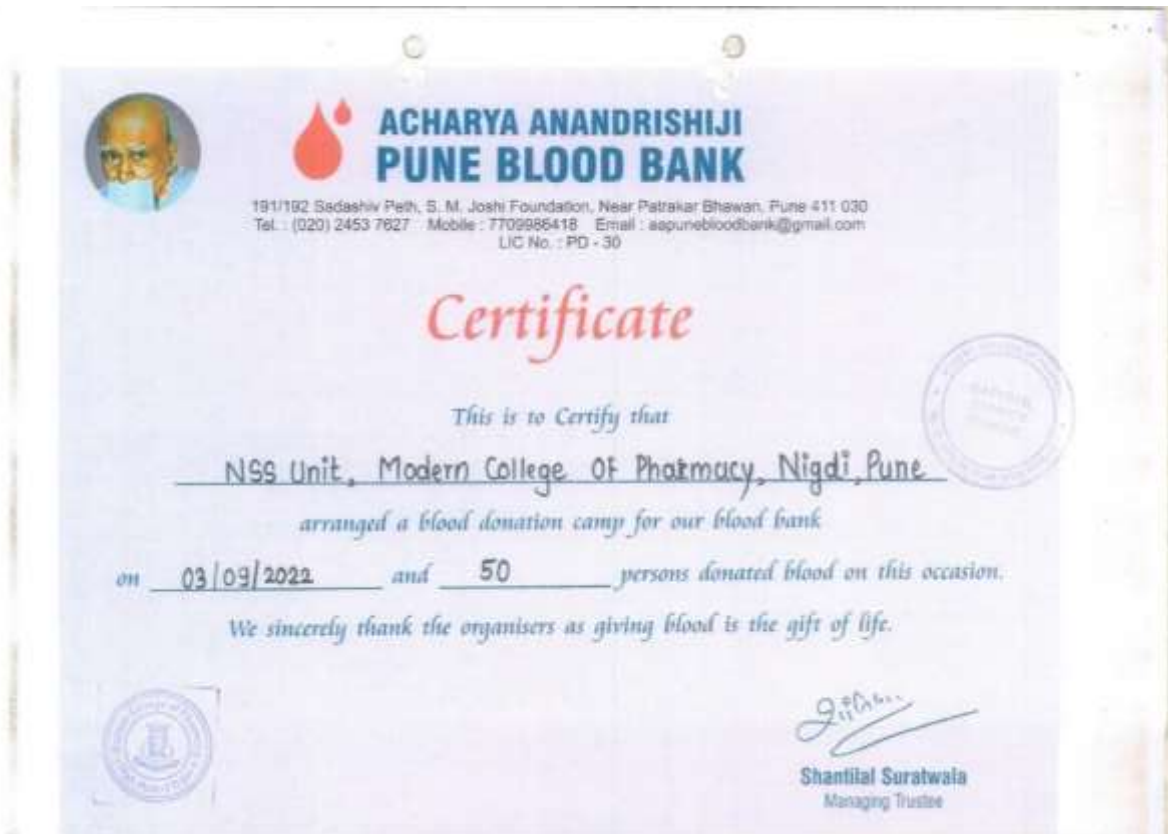 ACHARYA ANANDRISHIJI
PUNE BLOOD BANK
191/192 Sadashiv Peth, S. M. Joshi Foundation, Near Patrakar Bhawan, Pune 411 030
Tel. : (020) 2453 7627 Mobile : 7709986418 Email : aapunebloodbank@gmail.com
LIC No. : PD - 30
Certificate
This is to Certify that
NSS Unit, Modern College Of Pharmacy, Nigdi, Pune
arranged a blood donation camp for our blood bank
on 03/09/2022 and 50 persons donated blood on this occasion.
We sincerely thank the organisers as giving blood is the gift of life.
Shantilal Suratwala
Managing Trustee